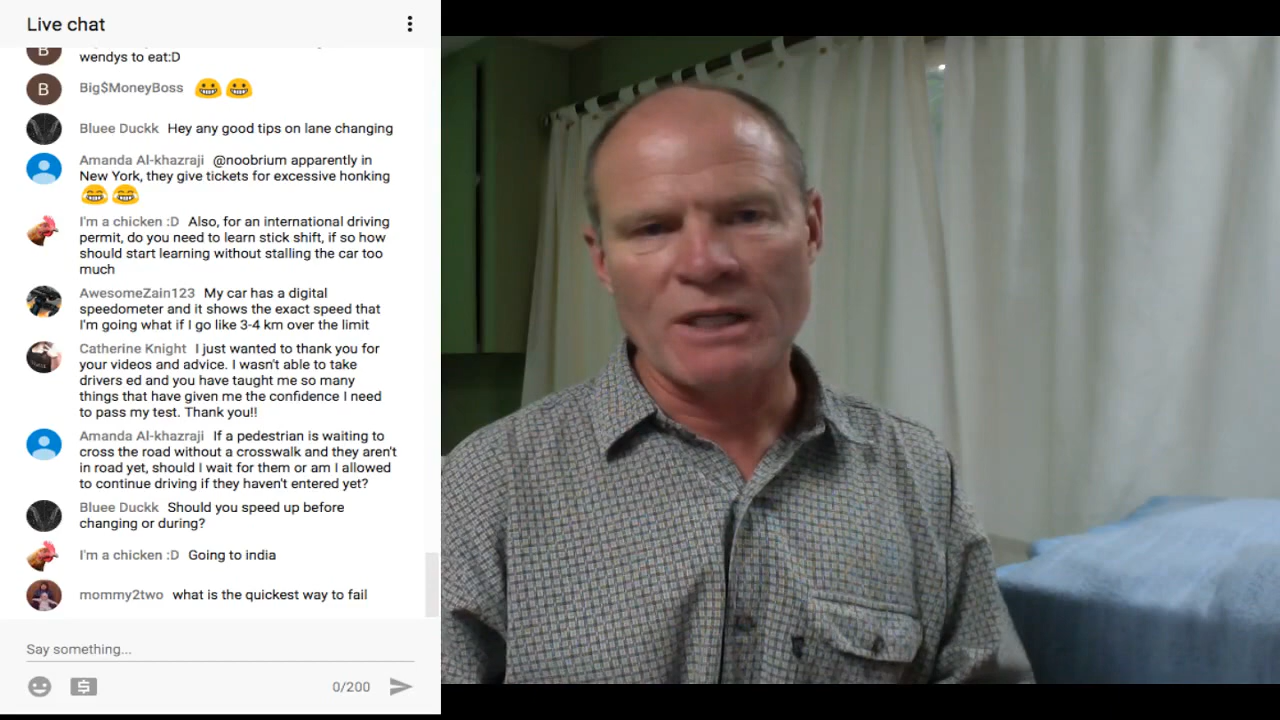 Live chat
wendys to eat:D
B
Big$MoneyBoss
Bluee Duckk Hey any good tips on lane changing
Amanda Al-khazraji @noobrium apparently in
New York, they give tickets for excessive honking
I'm a chicken :D Also, for an international driving
permit, do you need to learn stick shift, if so how
should start learning without stalling the car too
much
AwesomeZain123 My car has a digital
speedometer and it shows the exact speed that
I'm going what if I go like 3-4 km over the limit
Catherine Knight I just wanted to thank you for
your videos and advice. I wasn't able to take
drivers ed and you have taught me so many
things that have given me the confidence I need
to pass my test. Thank you!!
Amanda Al-khazraji If a pedestrian is waiting to
cross the road without a crosswalk and they aren't
in road yet, should I wait for them or am I allowed
to continue driving if they haven't entered yet?
Bluee Duckk Should you speed up before
changing or during?
I'm a chicken :D Going to india
mommy2two what is the quickest way to fail
Say something...
0/200